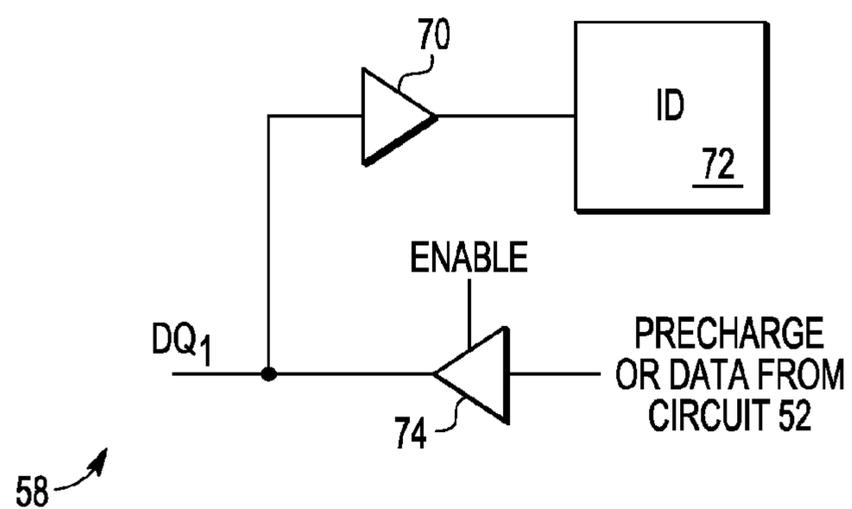 70
ID
72
ENABLE
DQ1
PRECHARGE
OR DATA FROM
CIRCUIT 52
74
58